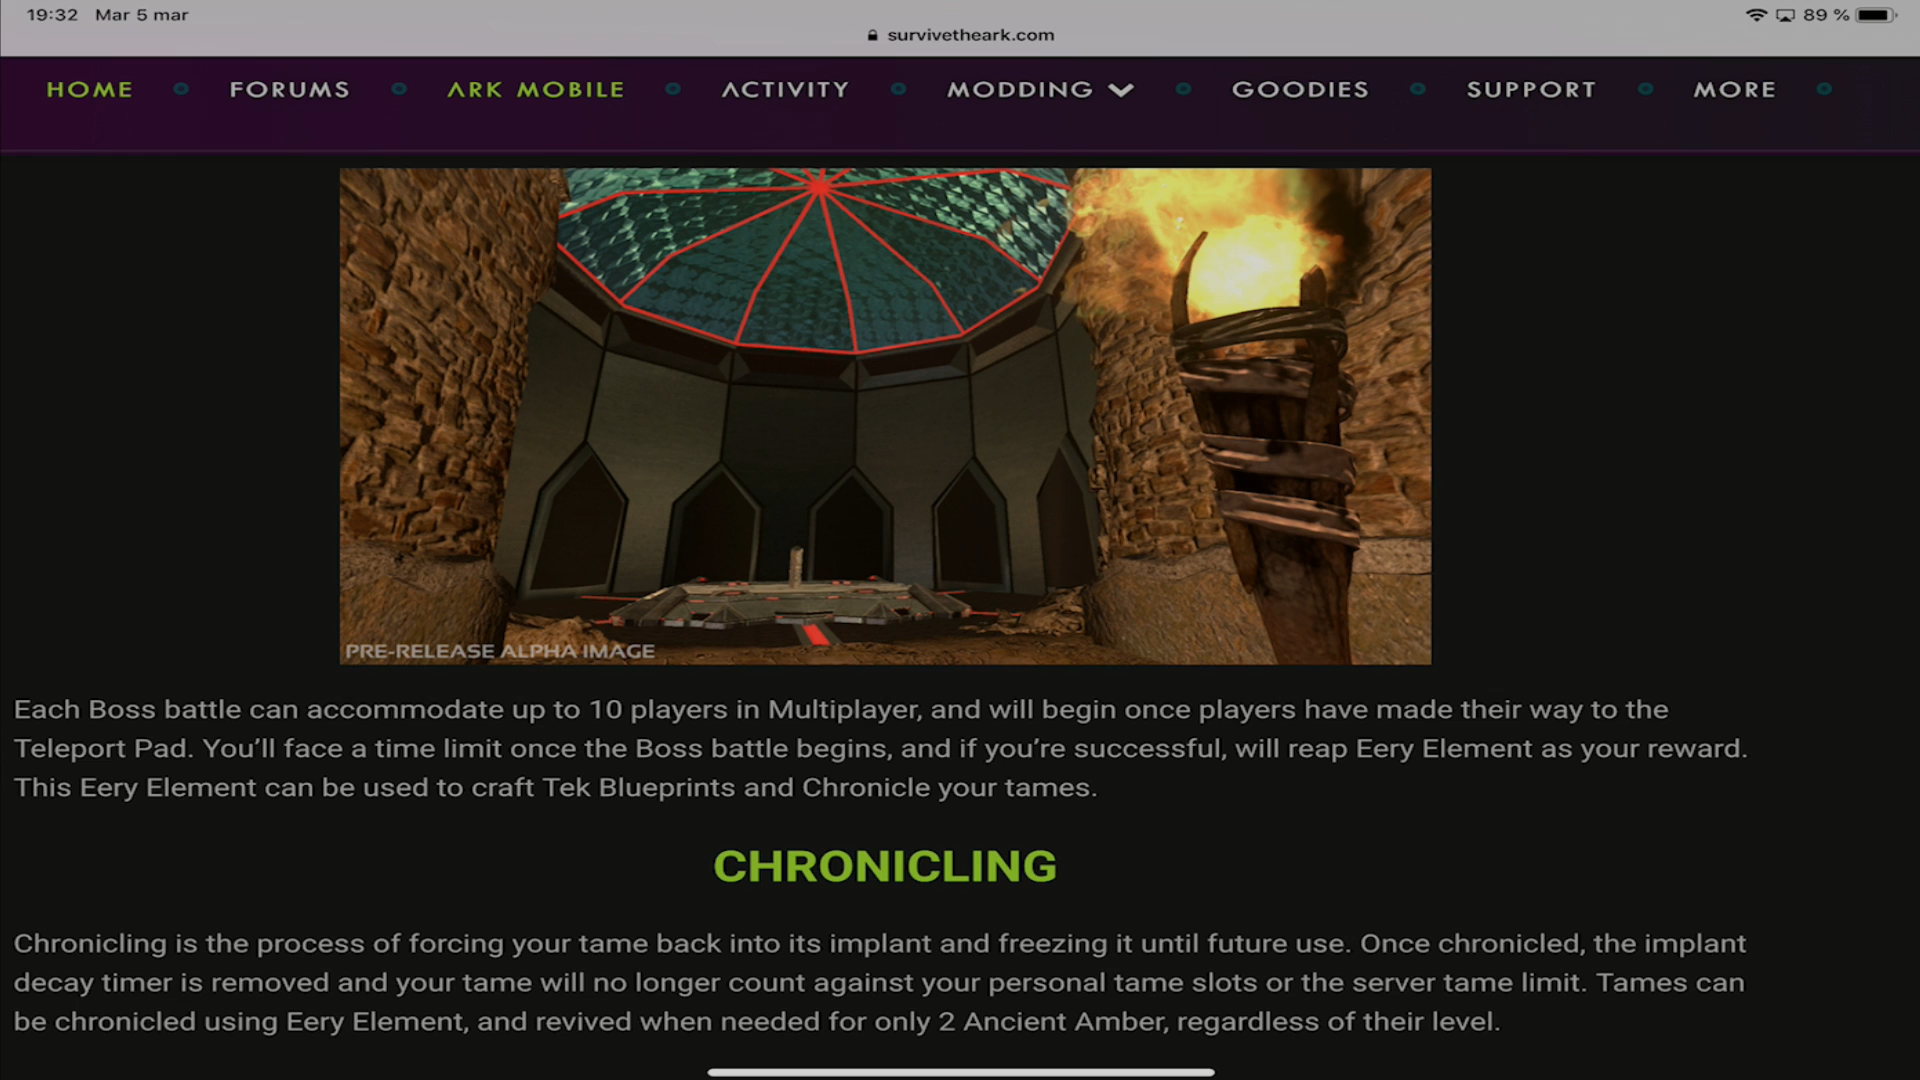 19:32 Mar 5 mar
89 %
survivetheark.com
HOME FORUMS ARK MOBILE ACTIVITY MODDING GOODIES SUPPORT MORE
PRE-RELEASE ALPHA IMAGE
Each Boss battle can accommodate up to 10 players in Multiplayer, and will begin once players have made their way to the
Teleport Pad. You’ll face a time limit once the Boss battle begins, and if you’re successful, will reap Eery Element as your reward.
This Eery Element can be used to craft Tek Blueprints and Chronicle your tames.
CHRONICLING
Chronicling is the process of forcing your tame back into its implant and freezing it until future use. Once chronicled, the implant
decay timer is removed and your tame will no longer count against your personal tame slots or the server tame limit. Tames can
be chronicled using Eery Element, and revived when needed for only 2 Ancient Amber, regardless of their level.